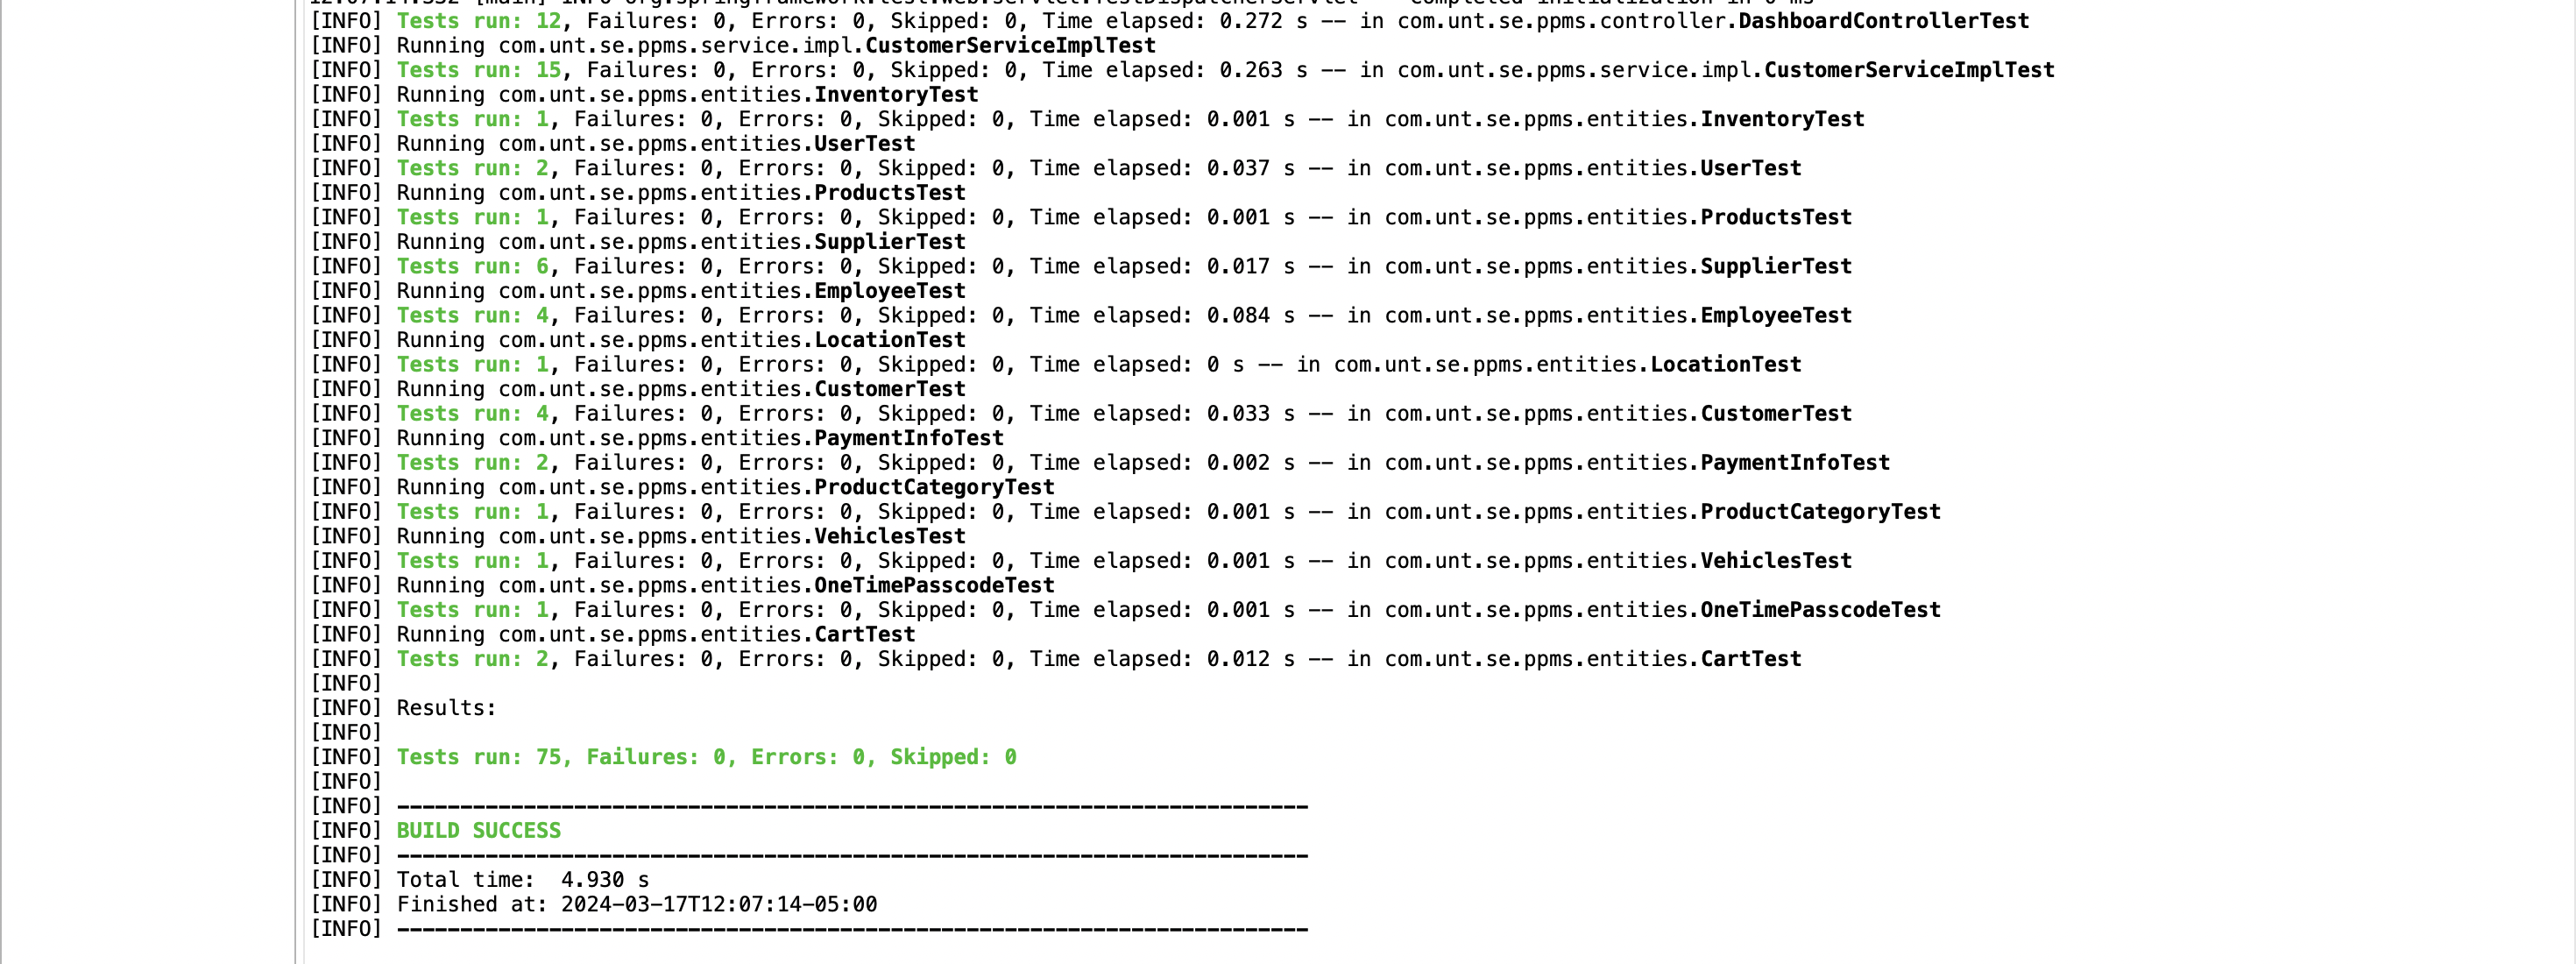 [INFO] Tests run: 12, Failures: 0, Errors: 0, Skipped: 0, Time elapsed: 0.272 s -- in com.unt.se.ppms.controller.DashboardControllerTest
[INFO] Running com.unt.se.ppms.service.impl.CustomerServiceImplTest
[INFO] Tests run: 15, Failures: 0, Errors: 0, Skipped: 0, Time elapsed: 0.263 s -- in com.unt.se.ppms.service.impl.CustomerServiceImplTest
[INFO] Running com.unt.se.ppms.entities.InventoryTest
[INFO] Tests run: 1, Failures: 0, Errors: 0, Skipped: 0, Time elapsed: 0.001 s -- in com.unt.se.ppms.entities.InventoryTest
[INFO] Running com.unt.se.ppms.entities.UserTest
[INFO] Tests run: 2, Failures: 0, Errors: 0, Skipped: 0, Time elapsed: 0.037 s -- in com.unt.se.ppms.entities.UserTest
[INFO] Running com.unt.se.ppms.entities.ProductsTest
[INFO] Tests run: 1, Failures: 0, Errors: 0, Skipped: 0, Time elapsed: 0.001 s -- in com.unt.se.ppms.entities.ProductsTest
[INFO] Running com.unt.se.ppms.entities.SupplierTest
[INFO] Tests run: 6, Failures: 0, Errors: 0, Skipped: 0, Time elapsed: 0.017 s -- in com.unt.se.ppms.entities.SupplierTest
[INFO] Running com.unt.se.ppms.entities.EmployeeTest
[INFO] Tests run: 4, Failures: 0, Errors: 0, Skipped: 0, Time elapsed: 0.084 s -- in com.unt.se.ppms.entities.EmployeeTest
[INFO] Running com.unt.se.ppms.entities.LocationTest
[INFO] Tests run: 1, Failures: 0, Errors: 0, Skipped: 0, Time elapsed: 0 s -- in com.unt.se.ppms.entities.LocationTest
[INFO] Running com.unt.se.ppms.entities.CustomerTest
[INFO] Tests run: 4, Failures: 0, Errors: 0, Skipped: 0, Time elapsed: 0.033 s -- in com.unt.se.ppms.entities.CustomerTest
[INFO] Running com.unt.se.ppms.entities.PaymentInfoTest
[INFO] Tests run: 2, Failures: 0, Errors: 0, Skipped: 0, Time elapsed: 0.002 s -- in com.unt.se.ppms.entities.PaymentInfoTest
[INFO] Running com.unt.se.ppms.entities.ProductCategoryTest
[INFO] Tests run: 1, Failures: 0, Errors: 0, Skipped: 0, Time elapsed: 0.001 s -- in com.unt.se.ppms.entities.ProductCategoryTest
[INFO] Running com.unt.se.ppms.entities.VehiclesTest
[INFO] Tests run: 1, Failures: 0, Errors: 0, Skipped: 0, Time elapsed: 0.001 s -- in com.unt.se.ppms.entities.VehiclesTest
[INFO] Running com.unt.se.ppms.entities.OneTimePasscodeTest
[INFO] Tests run: 1, Failures: 0, Errors: 0, Skipped: 0, Time elapsed: 0.001 s -- in com.unt.se.ppms.entities.OneTimePasscodeTest
[INFO] Running com.unt.se.ppms.entities.CartTest
[INFO] Tests run: 2, Failures: 0, Errors: 0, Skipped: 0, Time elapsed: 0.012 s -- in com.unt.se.ppms.entities.CartTest
[INFO]
[INFO] Results:
[INFO]
[INFO] Tests run: 75, Failures: 0, Errors: 0, Skipped: 0
[INFO]
[INFO] ------------------------------------------------------------------------
[INFO] BUILD SUCCESS
[INFO] ------------------------------------------------------------------------
[INFO] Total time:  4.930 s
[INFO] Finished at: 2024-03-17T12:07:14-05:00
[INFO] ------------------------------------------------------------------------